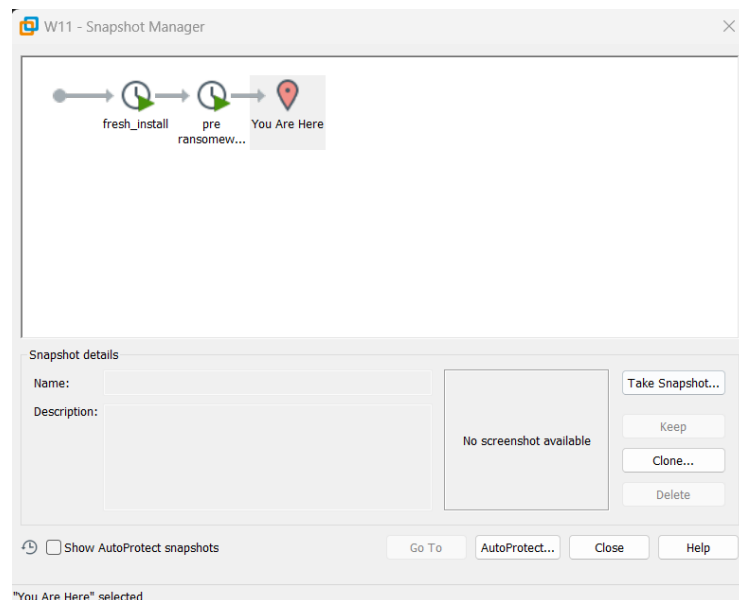 W11 - Snapshot Manager
fresh_install
pre
ransomew...
You Are Here
Snapshot details
Name:
Description:
No screenshot available
Take Snapshot...
Keep
Clone...
Delete
Show AutoProtect snapshots
Go To
AutoProtect...
Close
Help
"You Are Here" selected